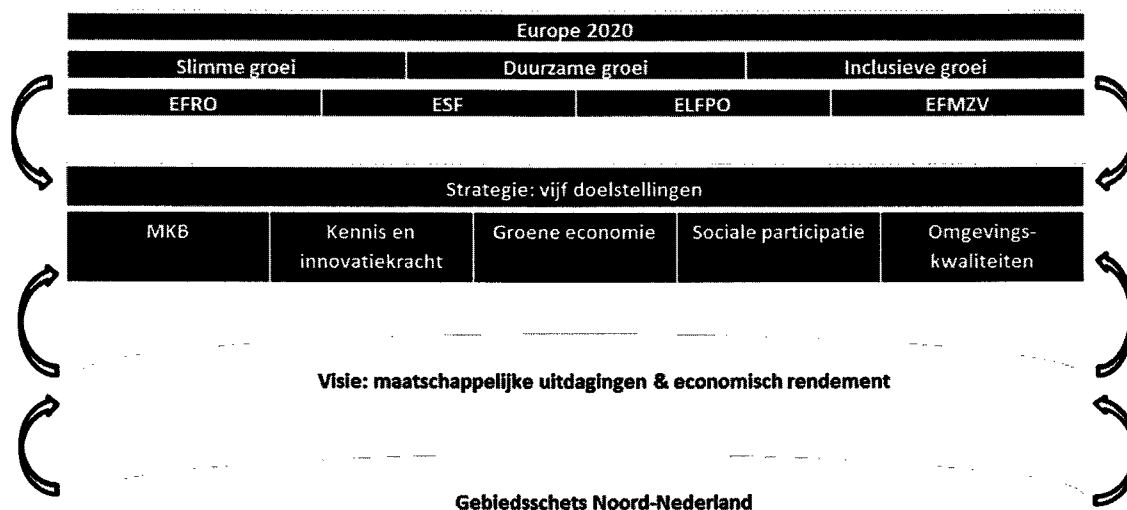 Europe 2020
Slimme groei Duurzame groei Inclusieve groei
EFRO ESF ELFPO EFMZV
Strategie: vijf doelstellingen
MKB Kennis en Groene economie Sociale participatie Omgevings-
innovatiekracht kwaliteiten
Visie: maatschappelijke uitdagingen & economisch rendement
Gebiedsschets Noord-Nederland